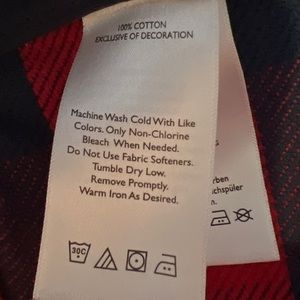 100% COTTON
EXCLUSIVE OF DECORATION
Machine Wash Cold With Like
Colors. Only Non-Chlorine
Bleach When Needed.
Do Not Use Fabric Softeners.
Tumble Dry Low.
Remove Promptly.
Warm Iron As Desired.
30C
rben
chspüler